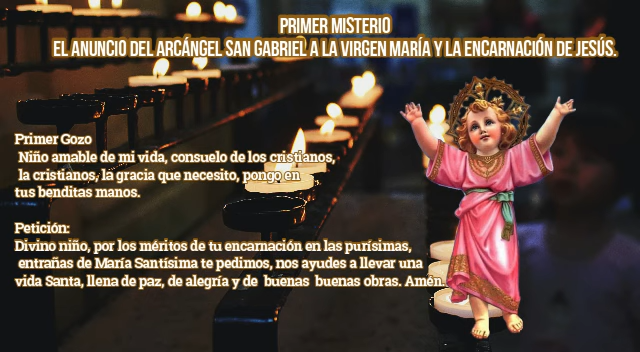 PRIMER MISTERIO
EL ANUNCIO DEL ARCÁNGEL SAN GABRIEL A LA VIRGEN MARÍA Y LA ENCARNACIÓN DE JESÚS.
Primer Gozo
Niño amable de mi vida, consuelo de los cristianos,
la cristianos, la gracia que necesito, pongo en
tus benditas manos.
Petición:
Divino niño, por los méritos de tu encarnación en las purísimas,
entrañas de María Santísima te pedimos, nos ayudes a llevar una
vida Santa, llena de paz, de alegría y de buenas buenas obras. Amén.